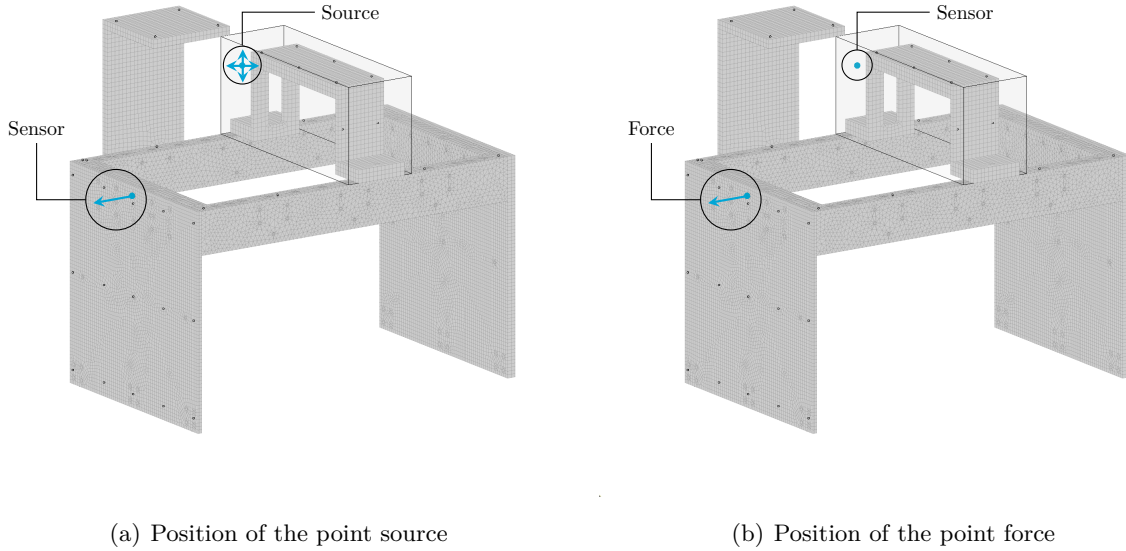 Source
Sensor
Sensor
Force
(a) Position of the point source
(b) Position of the point force